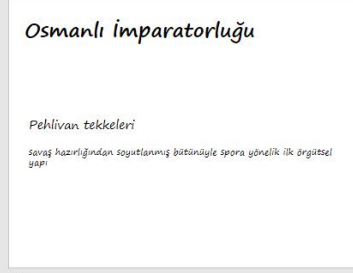 Osmanlı İmparatorluğu
Pehlivan tekkeleri
savaş hazırlığından soyutlanmış bütünüyle spora yönelik ilk örgütsel
yapı